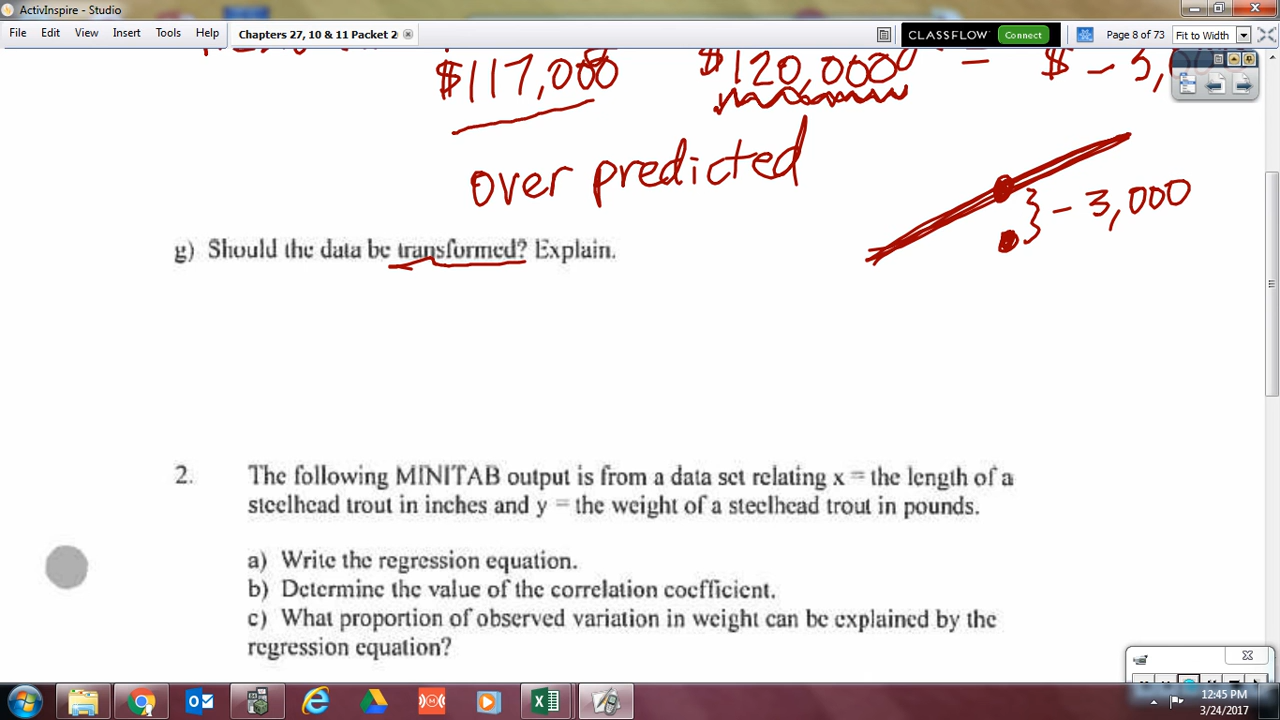 ActivInspire - Studio
File Edit View Insert Tools Help Chapters 27, 10 & 11 Packet 2 CLASSFLOW Connect Page 8 of 73 Fit to Width
$117,000 $120,000 = $ -3,0
over predicted
} - 3,000
g) Should the data be transformed? Explain.
2. The following MINITAB output is from a data set relating x = the length of a
steelhead trout in inches and y = the weight of a steelhead trout in pounds.
a) Write the regression equation.
b) Determine the value of the correlation coefficient.
c) What proportion of observed variation in weight can be explained by the
regression equation?
12:45 PM
3/24/2017